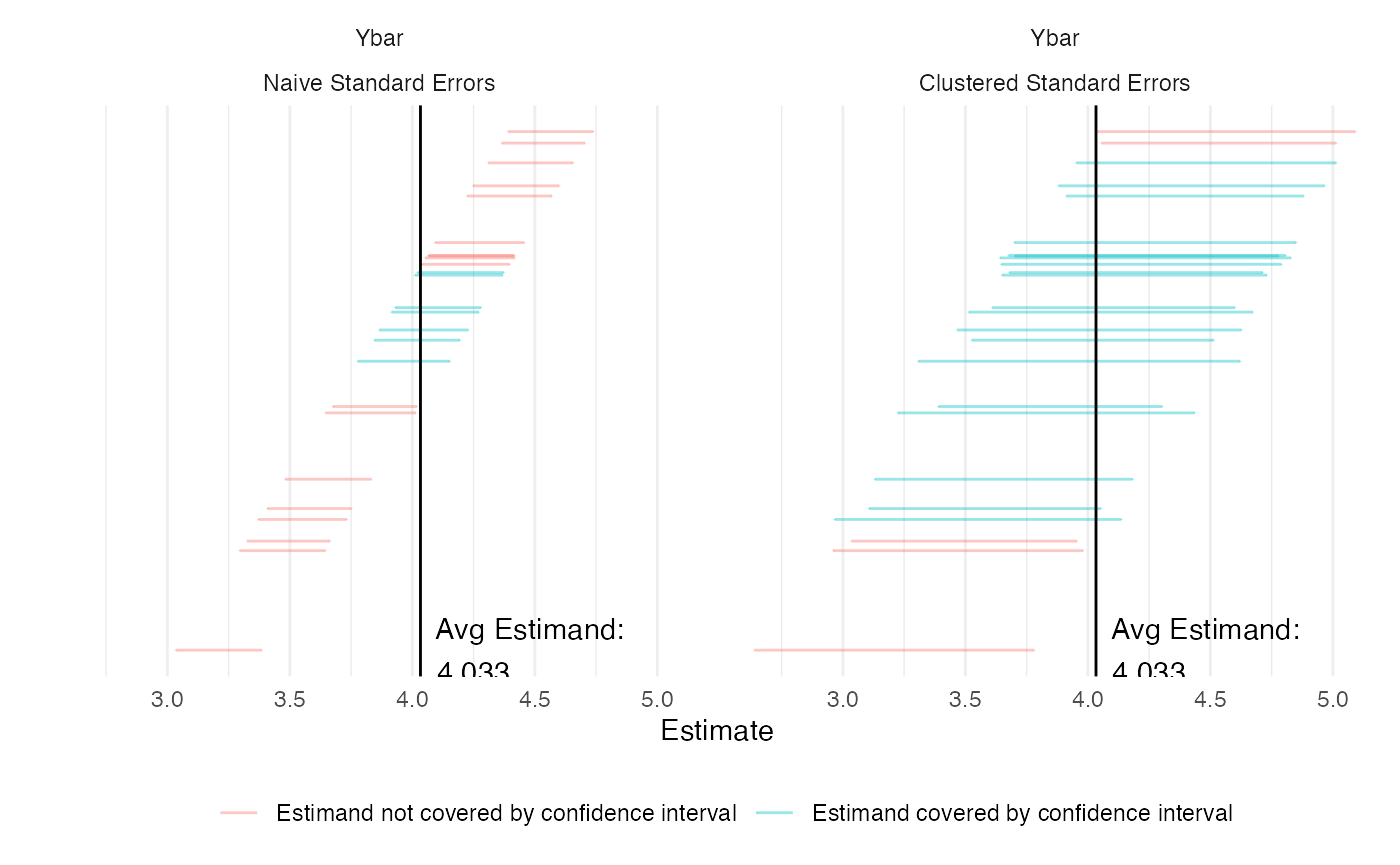 Ybar
Naive Standard Errors
Ybar
Clustered Standard Errors
Avg Estimand:
4.033
Avg Estimand:
4.033
3.0 3.5 4.0 4.5 5.0
3.0 3.5 4.0 4.5 5.0
Estimate
Estimand not covered by confidence interval
Estimand covered by confidence interval